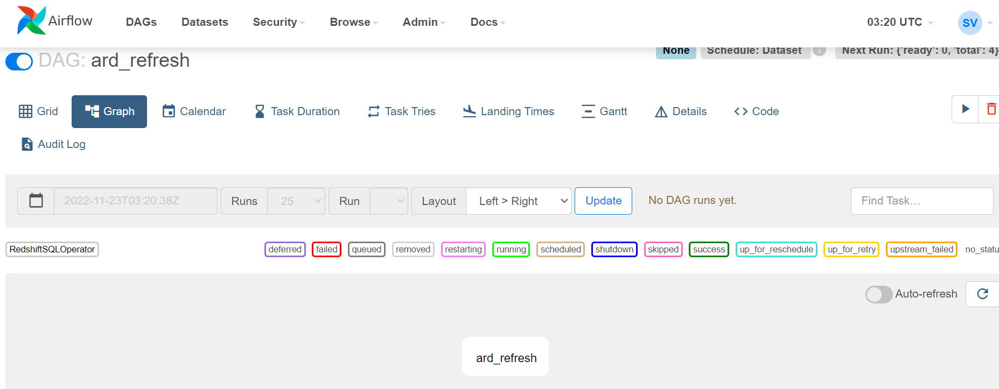 Airflow DAGs Datasets Security Browse Admin Docs 03:20 UTC SV
DAG: ard_refresh None Schedule: Dataset i Next Run: {'ready': 0, 'total': 4}
Grid Graph Calendar Task Duration Task Tries Landing Times Gantt Details Code
Audit Log
2022-11-23T03:20:38Z Runs 25 Run Layout Left > Right Update No DAG runs yet. Find Task...
RedshiftSQLOperator deferred failed queued removed restarting running scheduled shutdown skipped success up_for_reschedule up_for_retry upstream_failed no_statu
Auto-refresh
ard_refresh